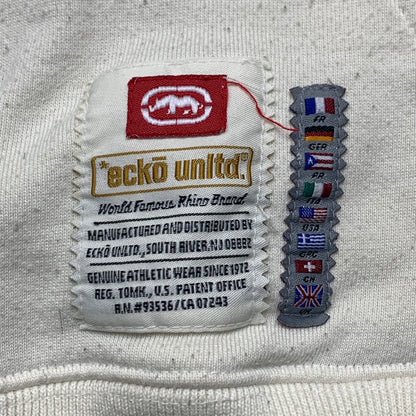 *eckō unltd.®
World Famous Rhino Brand
MANUFACTURED AND DISTRIBUTED BY
ECKŌ UNLTD., SOUTH RIVER, NJ 08882
GENUINE ATHLETIC WEAR SINCE 1972
REG. TDMK., U.S. PATENT OFFICE
R.N.#93536/CA 07243
FR
GER
PR
ITA
USA
GRC
CH
UK